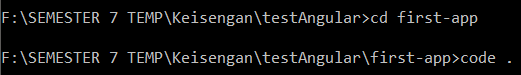 F:\SEMESTER 7 TEMP\Keisengan\testAngular>cd first-app
F:\SEMESTER 7 TEMP\Keisengan\testAngular\first-app>code .